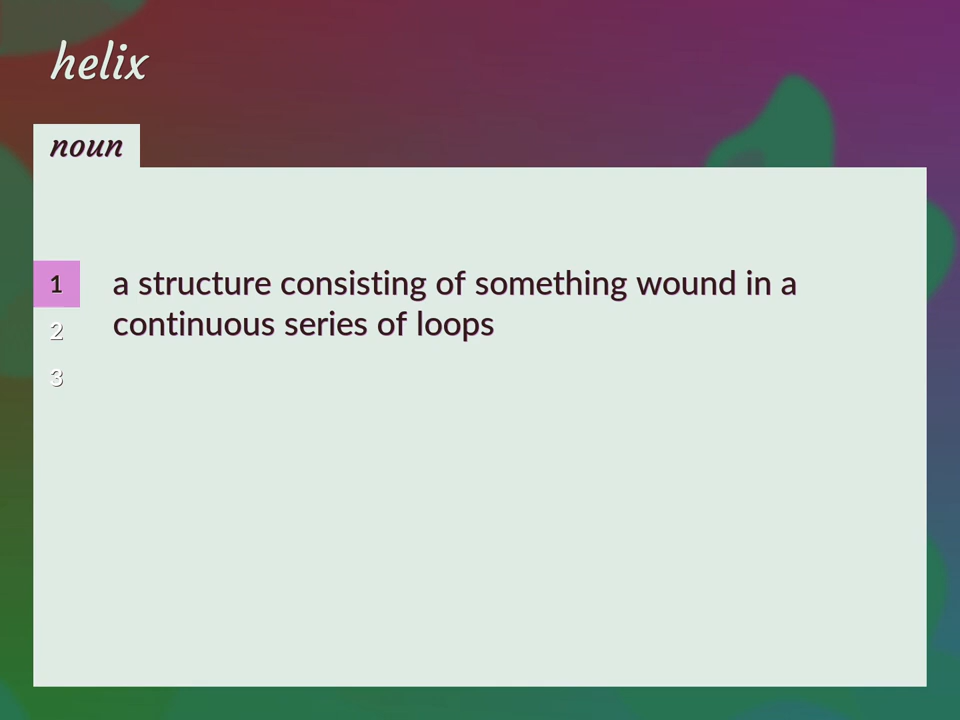 helix
noun
1
a structure consisting of something wound in a
continuous series of loops
2
3